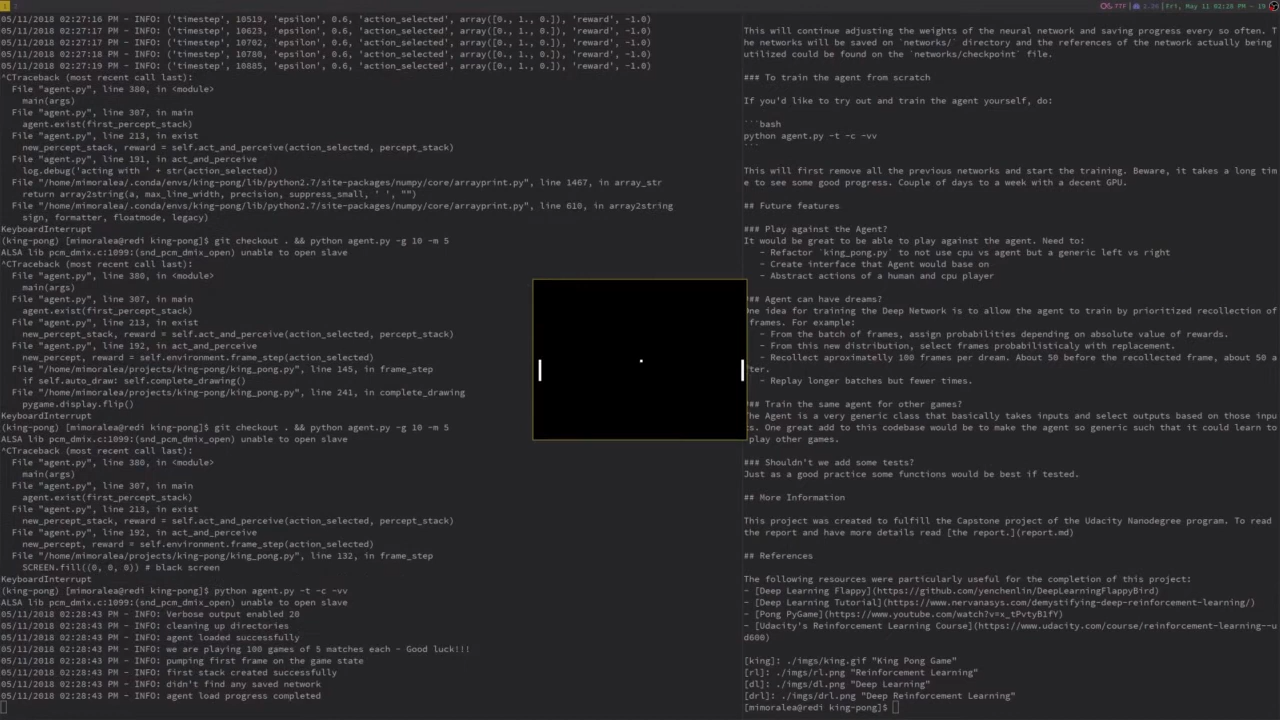 1 2
77F 2.2K Fri, May 11 02:28 PM - 19
05/11/2018 02:27:16 PM - INFO: ('timestep', 10519, 'epsilon', 0.6, 'action_selected', array([0., 1., 0.]), 'reward', -1.0)
05/11/2018 02:27:17 PM - INFO: ('timestep', 10623, 'epsilon', 0.6, 'action_selected', array([0., 1., 0.]), 'reward', -1.0)
05/11/2018 02:27:18 PM - INFO: ('timestep', 10702, 'epsilon', 0.6, 'action_selected', array([0., 1., 0.]), 'reward', -1.0)
05/11/2018 02:27:18 PM - INFO: ('timestep', 10788, 'epsilon', 0.6, 'action_selected', array([0., 1., 0.]), 'reward', -1.0)
05/11/2018 02:27:19 PM - INFO: ('timestep', 10885, 'epsilon', 0.6, 'action_selected', array([0., 1., 0.]), 'reward', -1.0)
^CTraceback (most recent call last):
File "agent.py", line 380, in <module>
main(args)
File "agent.py", line 307, in main
agent.exist(first_percept_stack)
File "agent.py", line 213, in exist
new_percept_stack, reward = self.act_and_perceive(action_selected, percept_stack)
File "agent.py", line 191, in act_and_perceive
log.debug('acting with ' + str(action_selected))
File "/home/mimoralea/.conda/envs/king-pong/lib/python2.7/site-packages/numpy/core/arrayprint.py", line 1467, in array_str
return array2string(a, max_line_width, precision, suppress_small, ' ', "")
File "/home/mimoralea/.conda/envs/king-pong/lib/python2.7/site-packages/numpy/core/arrayprint.py", line 610, in array2string
sign, formatter, floatmode, legacy)
KeyboardInterrupt
(king-pong) [mimoralea@redi king-pong]$ git checkout . && python agent.py -g 10 -m 5
ALSA lib pcm_dmix.c:1099:(snd_pcm_dmix_open) unable to open slave
^CTraceback (most recent call last):
File "agent.py", line 380, in <module>
main(args)
File "agent.py", line 307, in main
agent.exist(first_percept_stack)
File "agent.py", line 213, in exist
new_percept_stack, reward = self.act_and_perceive(action_selected, percept_stack)
File "agent.py", line 192, in act_and_perceive
new_percept, reward = self.environment.frame_step(action_selected)
File "/home/mimoralea/projects/king-pong/king_pong.py", line 145, in frame_step
if self.auto_draw: self.complete_drawing()
File "/home/mimoralea/projects/king-pong/king_pong.py", line 241, in complete_drawing
pygame.display.flip()
KeyboardInterrupt
(king-pong) [mimoralea@redi king-pong]$ git checkout . && python agent.py -g 10 -m 5
ALSA lib pcm_dmix.c:1099:(snd_pcm_dmix_open) unable to open slave
^CTraceback (most recent call last):
File "agent.py", line 380, in <module>
main(args)
File "agent.py", line 307, in main
agent.exist(first_percept_stack)
File "agent.py", line 213, in exist
new_percept_stack, reward = self.act_and_perceive(action_selected, percept_stack)
File "agent.py", line 192, in act_and_perceive
new_percept, reward = self.environment.frame_step(action_selected)
File "/home/mimoralea/projects/king-pong/king_pong.py", line 132, in frame_step
SCREEN.fill((0, 0, 0)) # black screen
KeyboardInterrupt
(king-pong) [mimoralea@redi king-pong]$ python agent.py -t -c -vv
ALSA lib pcm_dmix.c:1099:(snd_pcm_dmix_open) unable to open slave
05/11/2018 02:28:43 PM - INFO: Verbose output enabled 20
05/11/2018 02:28:43 PM - INFO: cleaning up directories
05/11/2018 02:28:43 PM - INFO: agent loaded successfully
05/11/2018 02:28:43 PM - INFO: we are playing 100 games of 5 matches each - Good luck!!!
05/11/2018 02:28:43 PM - INFO: pumping first frame on the game state
05/11/2018 02:28:43 PM - INFO: first stack created successfully
05/11/2018 02:28:43 PM - INFO: didn't find any saved network
05/11/2018 02:28:43 PM - INFO: agent load progress completed
This will continue adjusting the weights of the neural network and saving progress every so often. T
he networks will be saved on `networks/` directory and the references of the network actually being
utilized could be found on the `networks/checkpoint` file.
### To train the agent from scratch
If you'd like to try out and train the agent yourself, do:
```bash
python agent.py -t -c -vv
```
This will first remove all the previous networks and start the training. Beware, it takes a long tim
e to see some good progress. Couple of days to a week with a decent GPU.
## Future features
### Play against the Agent?
It would be great to be able to play against the agent. Need to:
- Refactor `king_pong.py` to not use cpu vs agent but a generic left vs right
- Create interface that Agent would base on
- Abstract actions of a human and cpu player
## Agent can have dreams?
One idea for training the Deep Network is to allow the agent to train by prioritized recollection of
frames. For example:
- From the batch of frames, assign probabilities depending on absolute value of rewards.
- From this new distribution, select frames probabilisticaly with replacement.
- Recollect aproximatelly 100 frames per dream. About 50 before the recollected frame, about 50 a
ter.
- Replay longer batches but fewer times.
## Train the same agent for other games?
The Agent is a very generic class that basically takes inputs and select outputs based on those inpu
s. One great add to this codebase would be to make the agent so generic such that it could learn to
play other games.
### Shouldn't we add some tests?
Just as a good practice some functions would be best if tested.
## More Information
This project was created to fulfill the Capstone project of the Udacity Nanodegree program. To read
the report and have more details read [the report.](report.md)
## References
The following resources were particularly useful for the completion of this project:
- [Deep Learning Flappy](https://github.com/yenchenlin/DeepLearningFlappyBird)
- [Deep Learning Tutorial](https://www.nervanasys.com/demystifying-deep-reinforcement-learning/)
- [Pong PyGame](https://www.youtube.com/watch?v=x_tPvtyB1fY)
- [Udacity's Reinforcement Learning Course](https://www.udacity.com/course/reinforcement-learning--u
d600)
[king]: ./imgs/king.gif "King Pong Game"
[rl]: ./imgs/rl.png "Reinforcement Learning"
[dl]: ./imgs/dl.png "Deep Learning"
[drl]: ./imgs/drl.png "Deep Reinforcement Learning"
[mimoralea@redi king-pong]$